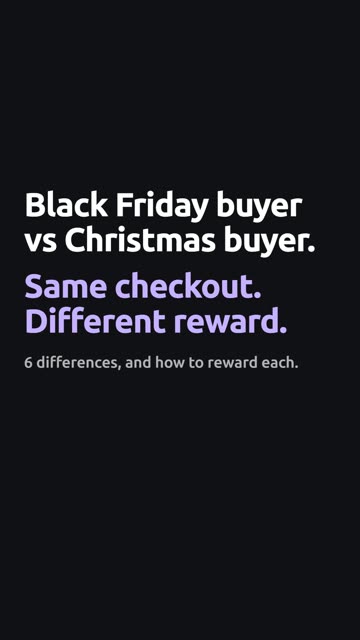 Black Friday buyer
vs Christmas buyer.
Same checkout.
Different reward.
6 differences, and how to reward each.